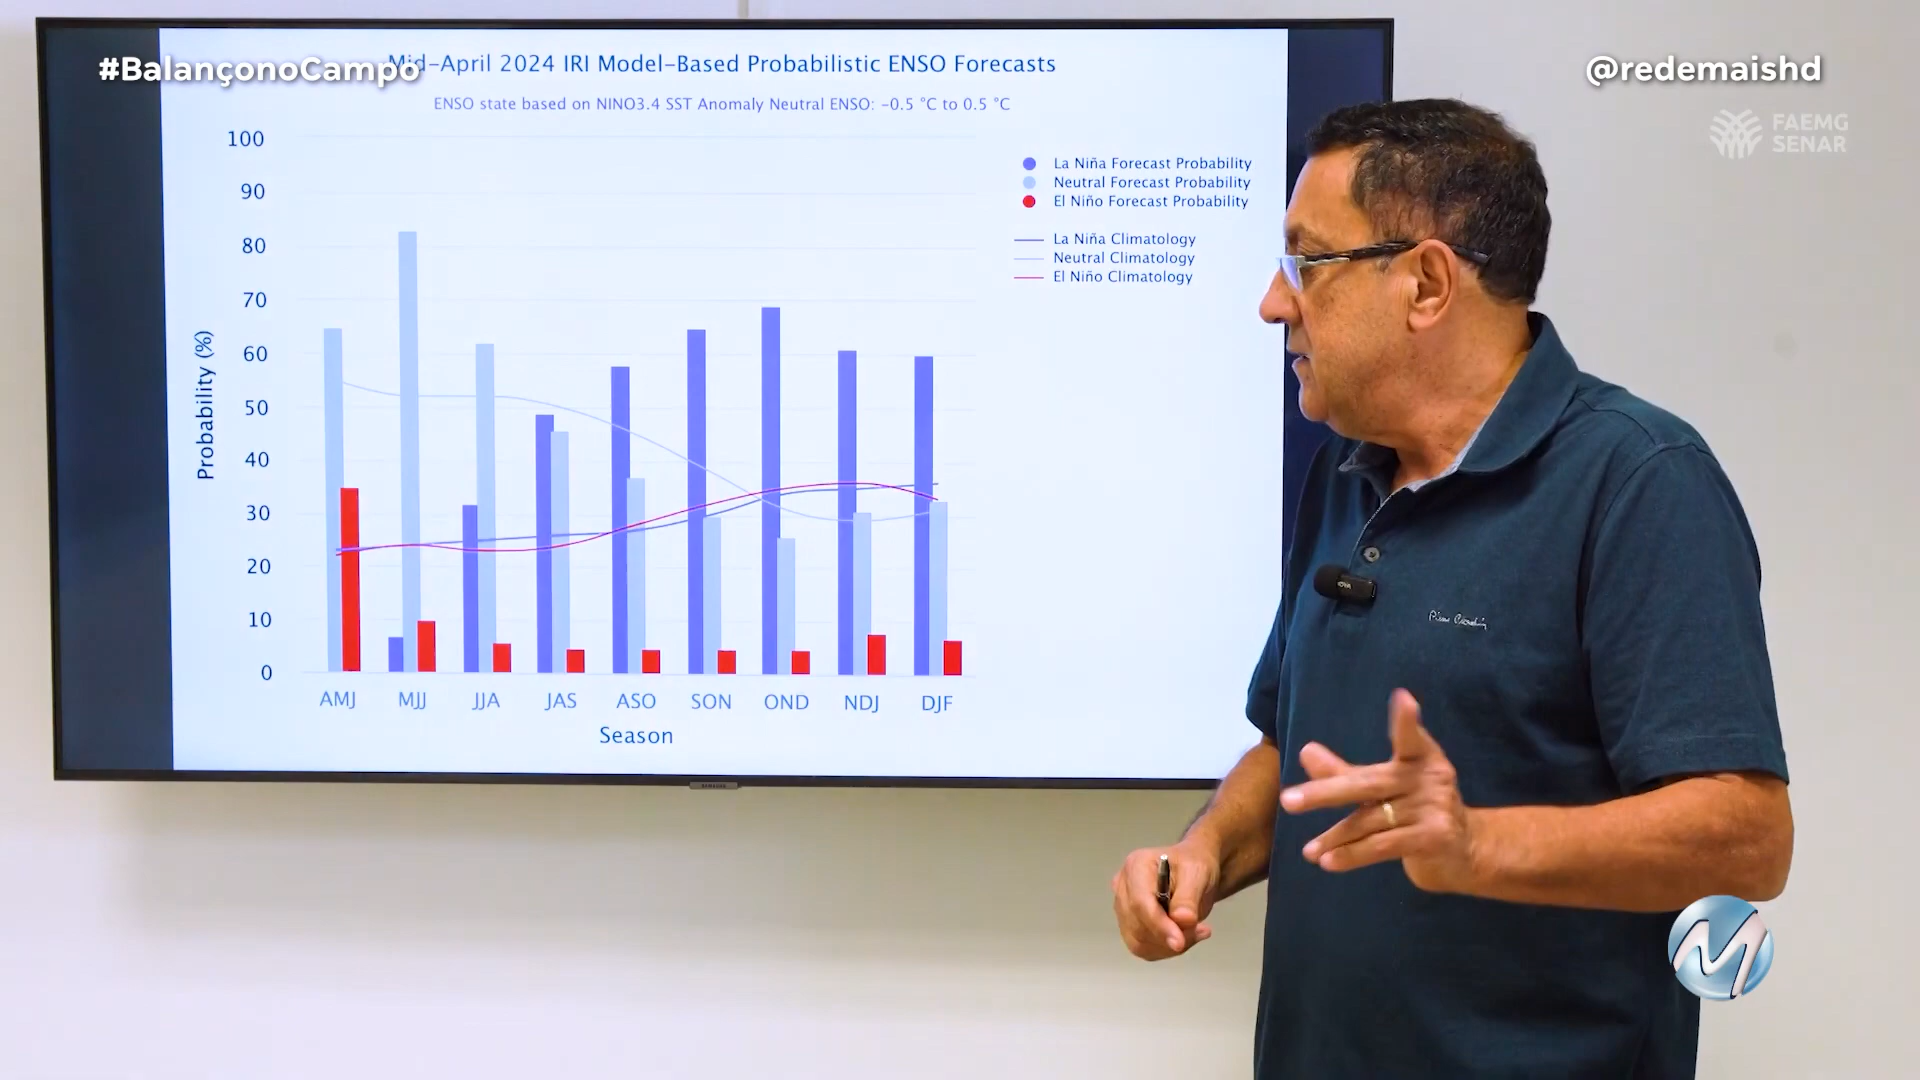 #BalançonoCampo
@redemaishd
FAEMG
SENAR
Mid-April 2024 IRI Model-Based Probabilistic ENSO Forecasts
ENSO state based on NINO3.4 SST Anomaly Neutral ENSO: -0.5 °C to 0.5 °C
La Niña Forecast Probability
Neutral Forecast Probability
El Niño Forecast Probability
La Niña Climatology
Neutral Climatology
El Niño Climatology
Probability (%)
100
90
80
70
60
50
40
30
20
10
0
AMJ MJJ JJA JAS ASO SON OND NDJ DJF
Season
SAMSUNG
Pierre Cardin
M